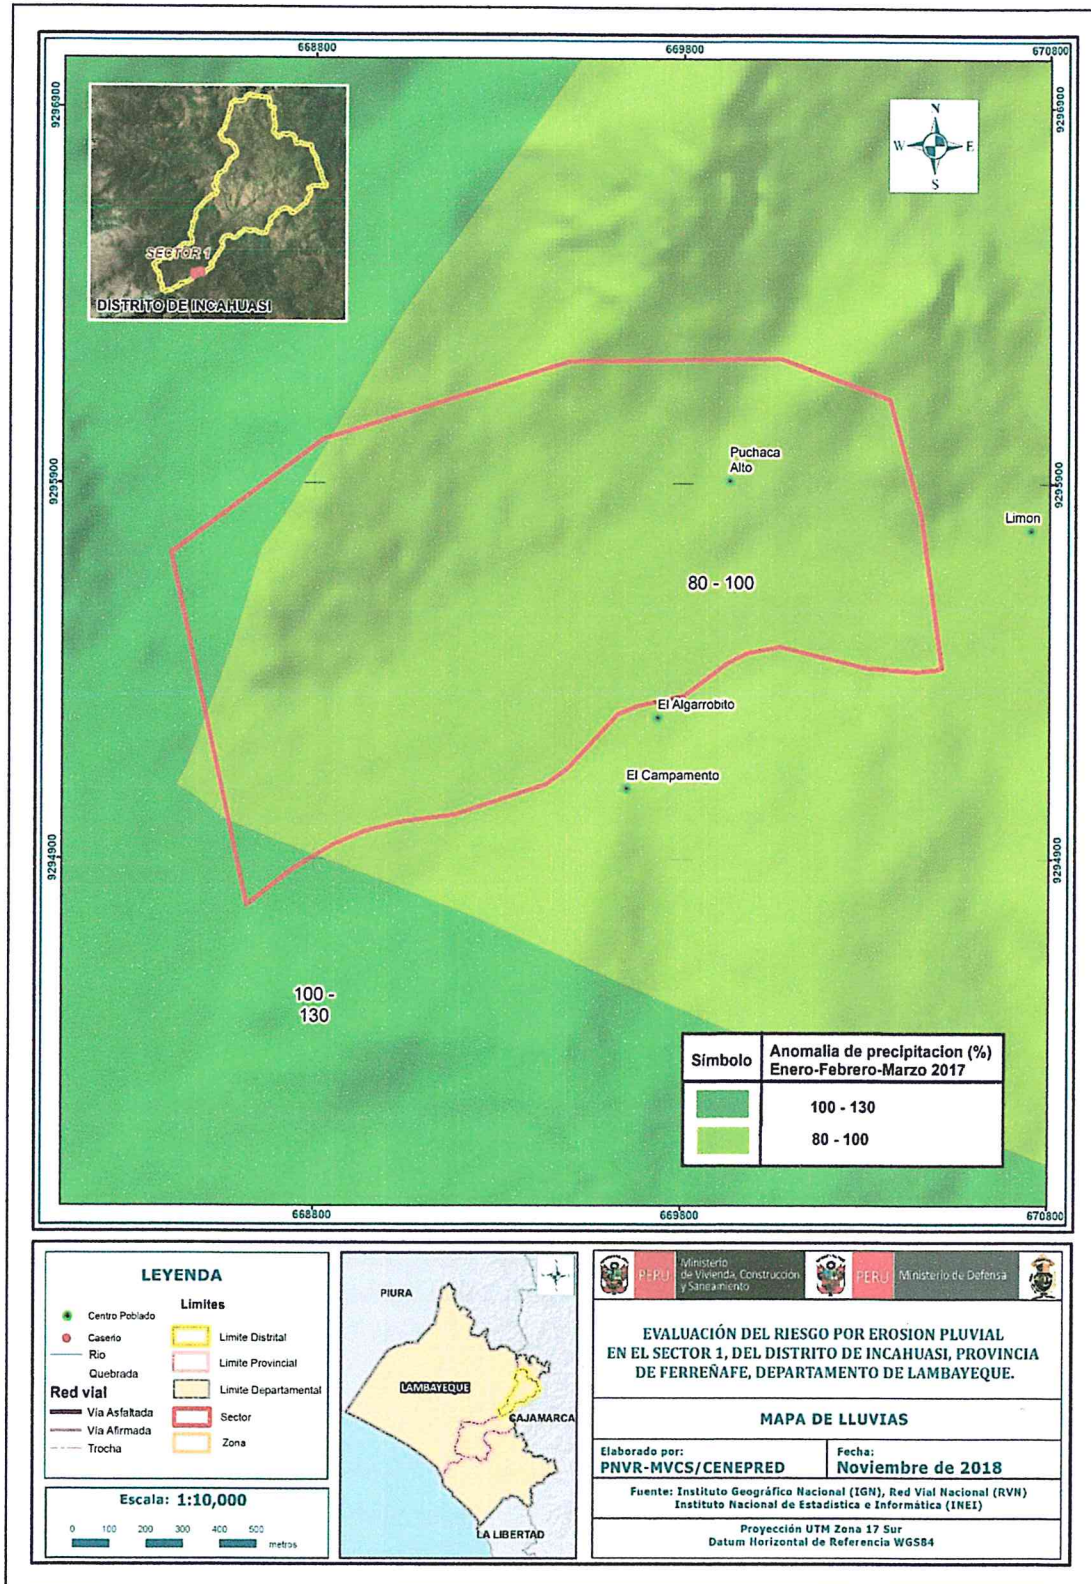 668800
669800
670800
9296900
9296900
N
W
E
S
SECTOR 1
DISTRITO DE INCAHUASI
Puchaca
Alto
9295900
9295900
Limon
80 - 100
El Algarrobito
El Campamento
9294900
9294900
100 -
130
Símbolo
Anomalia de precipitacion (%)
Enero-Febrero-Marzo 2017
100 - 130
80 - 100
668800
669800
670800
LEYENDA
Centro Poblado
Caserio
Rio
Quebrada
Red vial
Vía Asfaltada
Vía Afirmada
Trocha
Limites
Limite Distrital
Limite Provincial
Limite Departamental
Sector
Zona
Escala: 1:10,000
0 100 200 300 400 500
metros
PIURA
LAMBAYEQUE
CAJAMARCA
LA LIBERTAD
PERÚ
Ministerio
de Vivienda, Construcción
y Saneamiento
PERÚ
Ministerio de Defensa
EVALUACIÓN DEL RIESGO POR EROSION PLUVIAL
EN EL SECTOR 1, DEL DISTRITO DE INCAHUASI, PROVINCIA
DE FERREÑAFE, DEPARTAMENTO DE LAMBAYEQUE.
MAPA DE LLUVIAS
Elaborado por:
PNVR-MVCS/CENEPRED
Fecha:
Noviembre de 2018
Fuente: Instituto Geográfico Nacional (IGN), Red Vial Nacional (RVN)
Instituto Nacional de Estadística e Informática (INEI)
Proyección UTM Zona 17 Sur
Datum Horizontal de Referencia WGS84